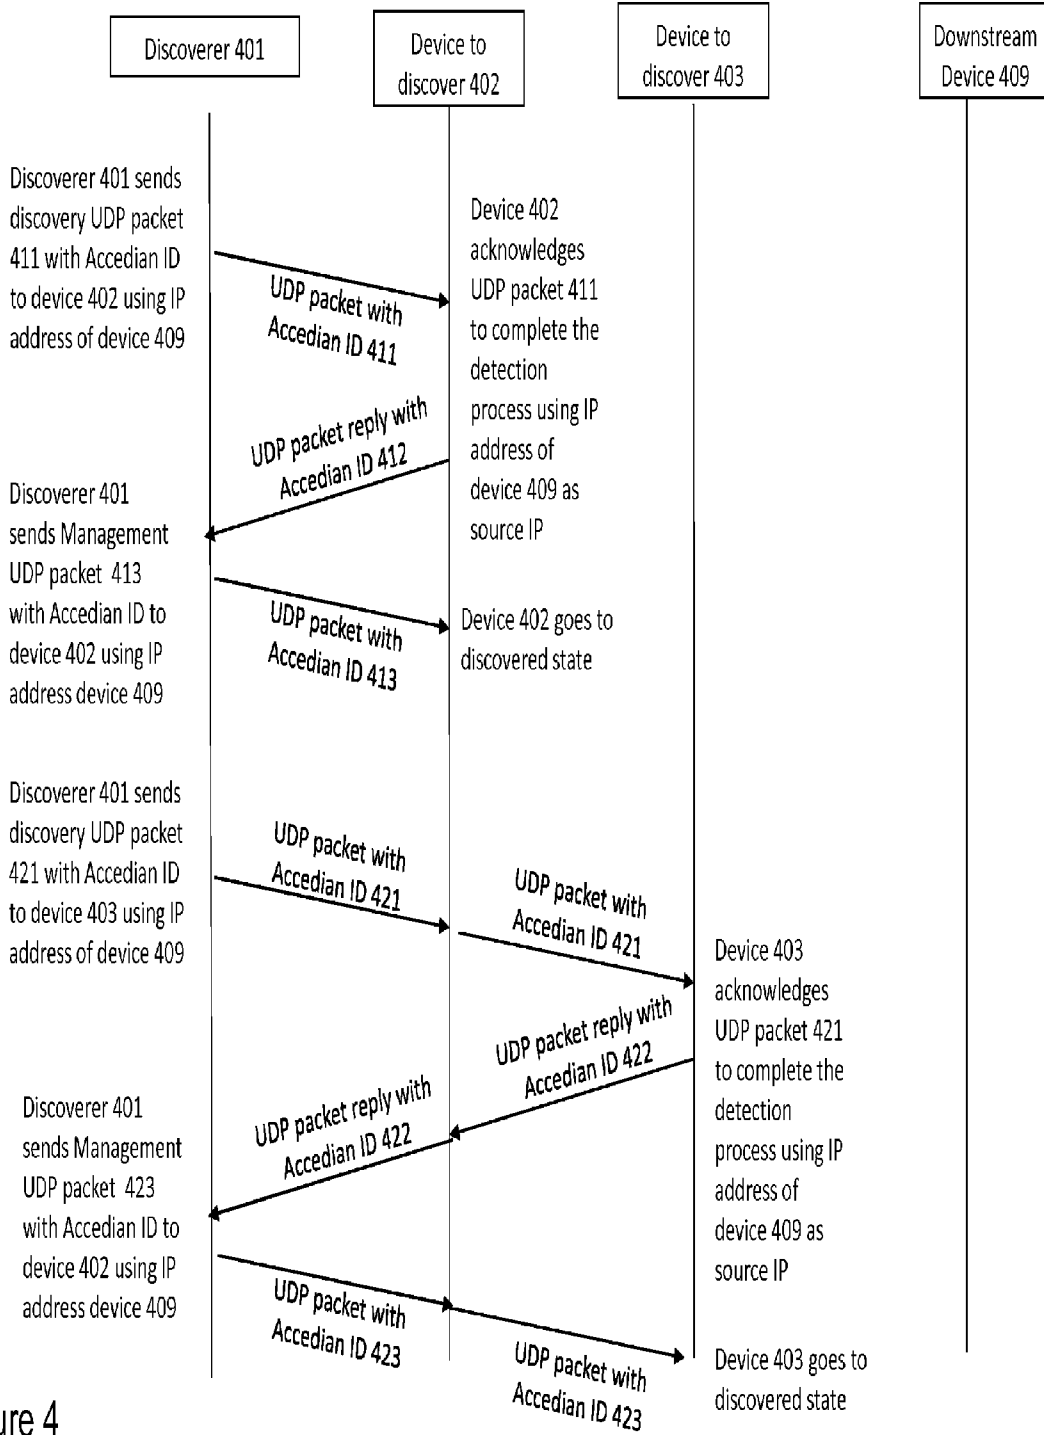 Discoverer 401
Device to
discover 402
Device to
discover 403
Downstream
Device 409
Discoverer 401 sends
discovery UDP packet
411 with Accedian ID
to device 402 using IP
address of device 409
UDP packet with
Accedian ID 411
Device 402
acknowledges
UDP packet 411
to complete the
detection
process using IP
address of
device 409 as
source IP
UDP packet reply with
Accedian ID 412
Discoverer 401
sends Management
UDP packet 413
with Accedian ID to
device 402 using IP
address device 409
UDP packet with
Accedian ID 413
Device 402 goes to
discovered state
Discoverer 401 sends
discovery UDP packet
421 with Accedian ID
to device 403 using IP
address of device 409
UDP packet with
Accedian ID 421
UDP packet with
Accedian ID 421
Device 403
acknowledges
UDP packet 421
to complete the
detection
process using IP
address of
device 409 as
source IP
UDP packet reply with
Accedian ID 422
UDP packet reply with
Accedian ID 422
Discoverer 401
sends Management
UDP packet 423
with Accedian ID to
device 402 using IP
address device 409
UDP packet with
Accedian ID 423
UDP packet with
Accedian ID 423
Device 403 goes to
discovered state
ure 4